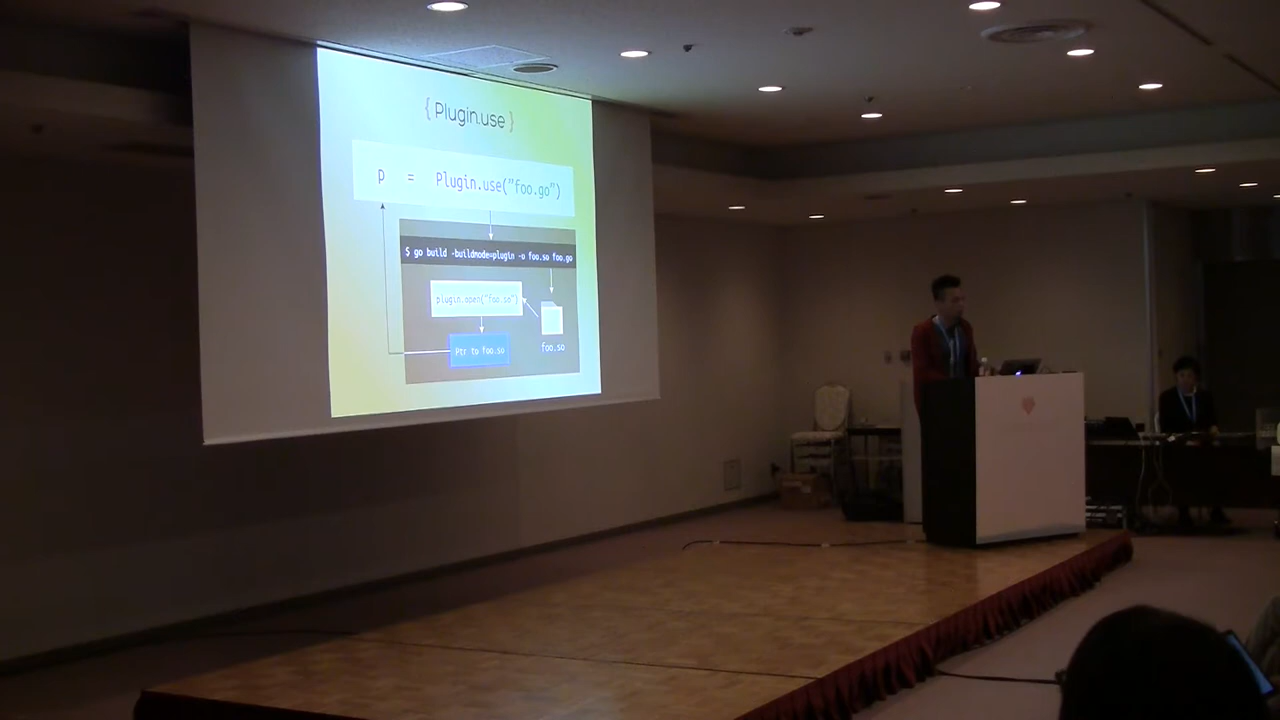 { Plugin.use }
p = Plugin.use("foo.go")
$ go build -buildmode=plugin -o foo.so foo.go
plugin.open("foo.so")
Ptr to foo.so
foo.so